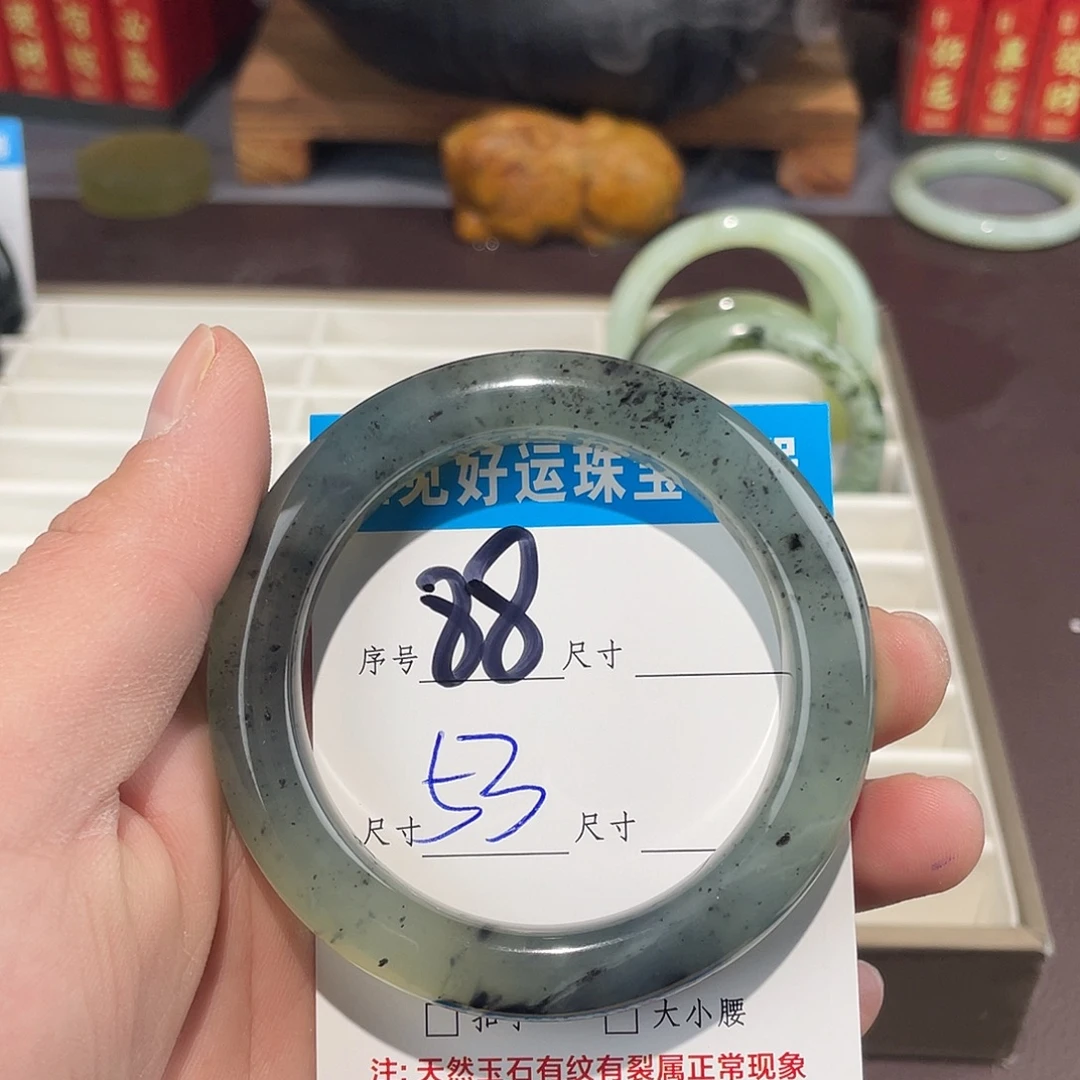 好运珠宝
序号 88 尺寸
尺寸 53 尺寸
大小腰
注: 天然玉石有纹有裂属正常现象